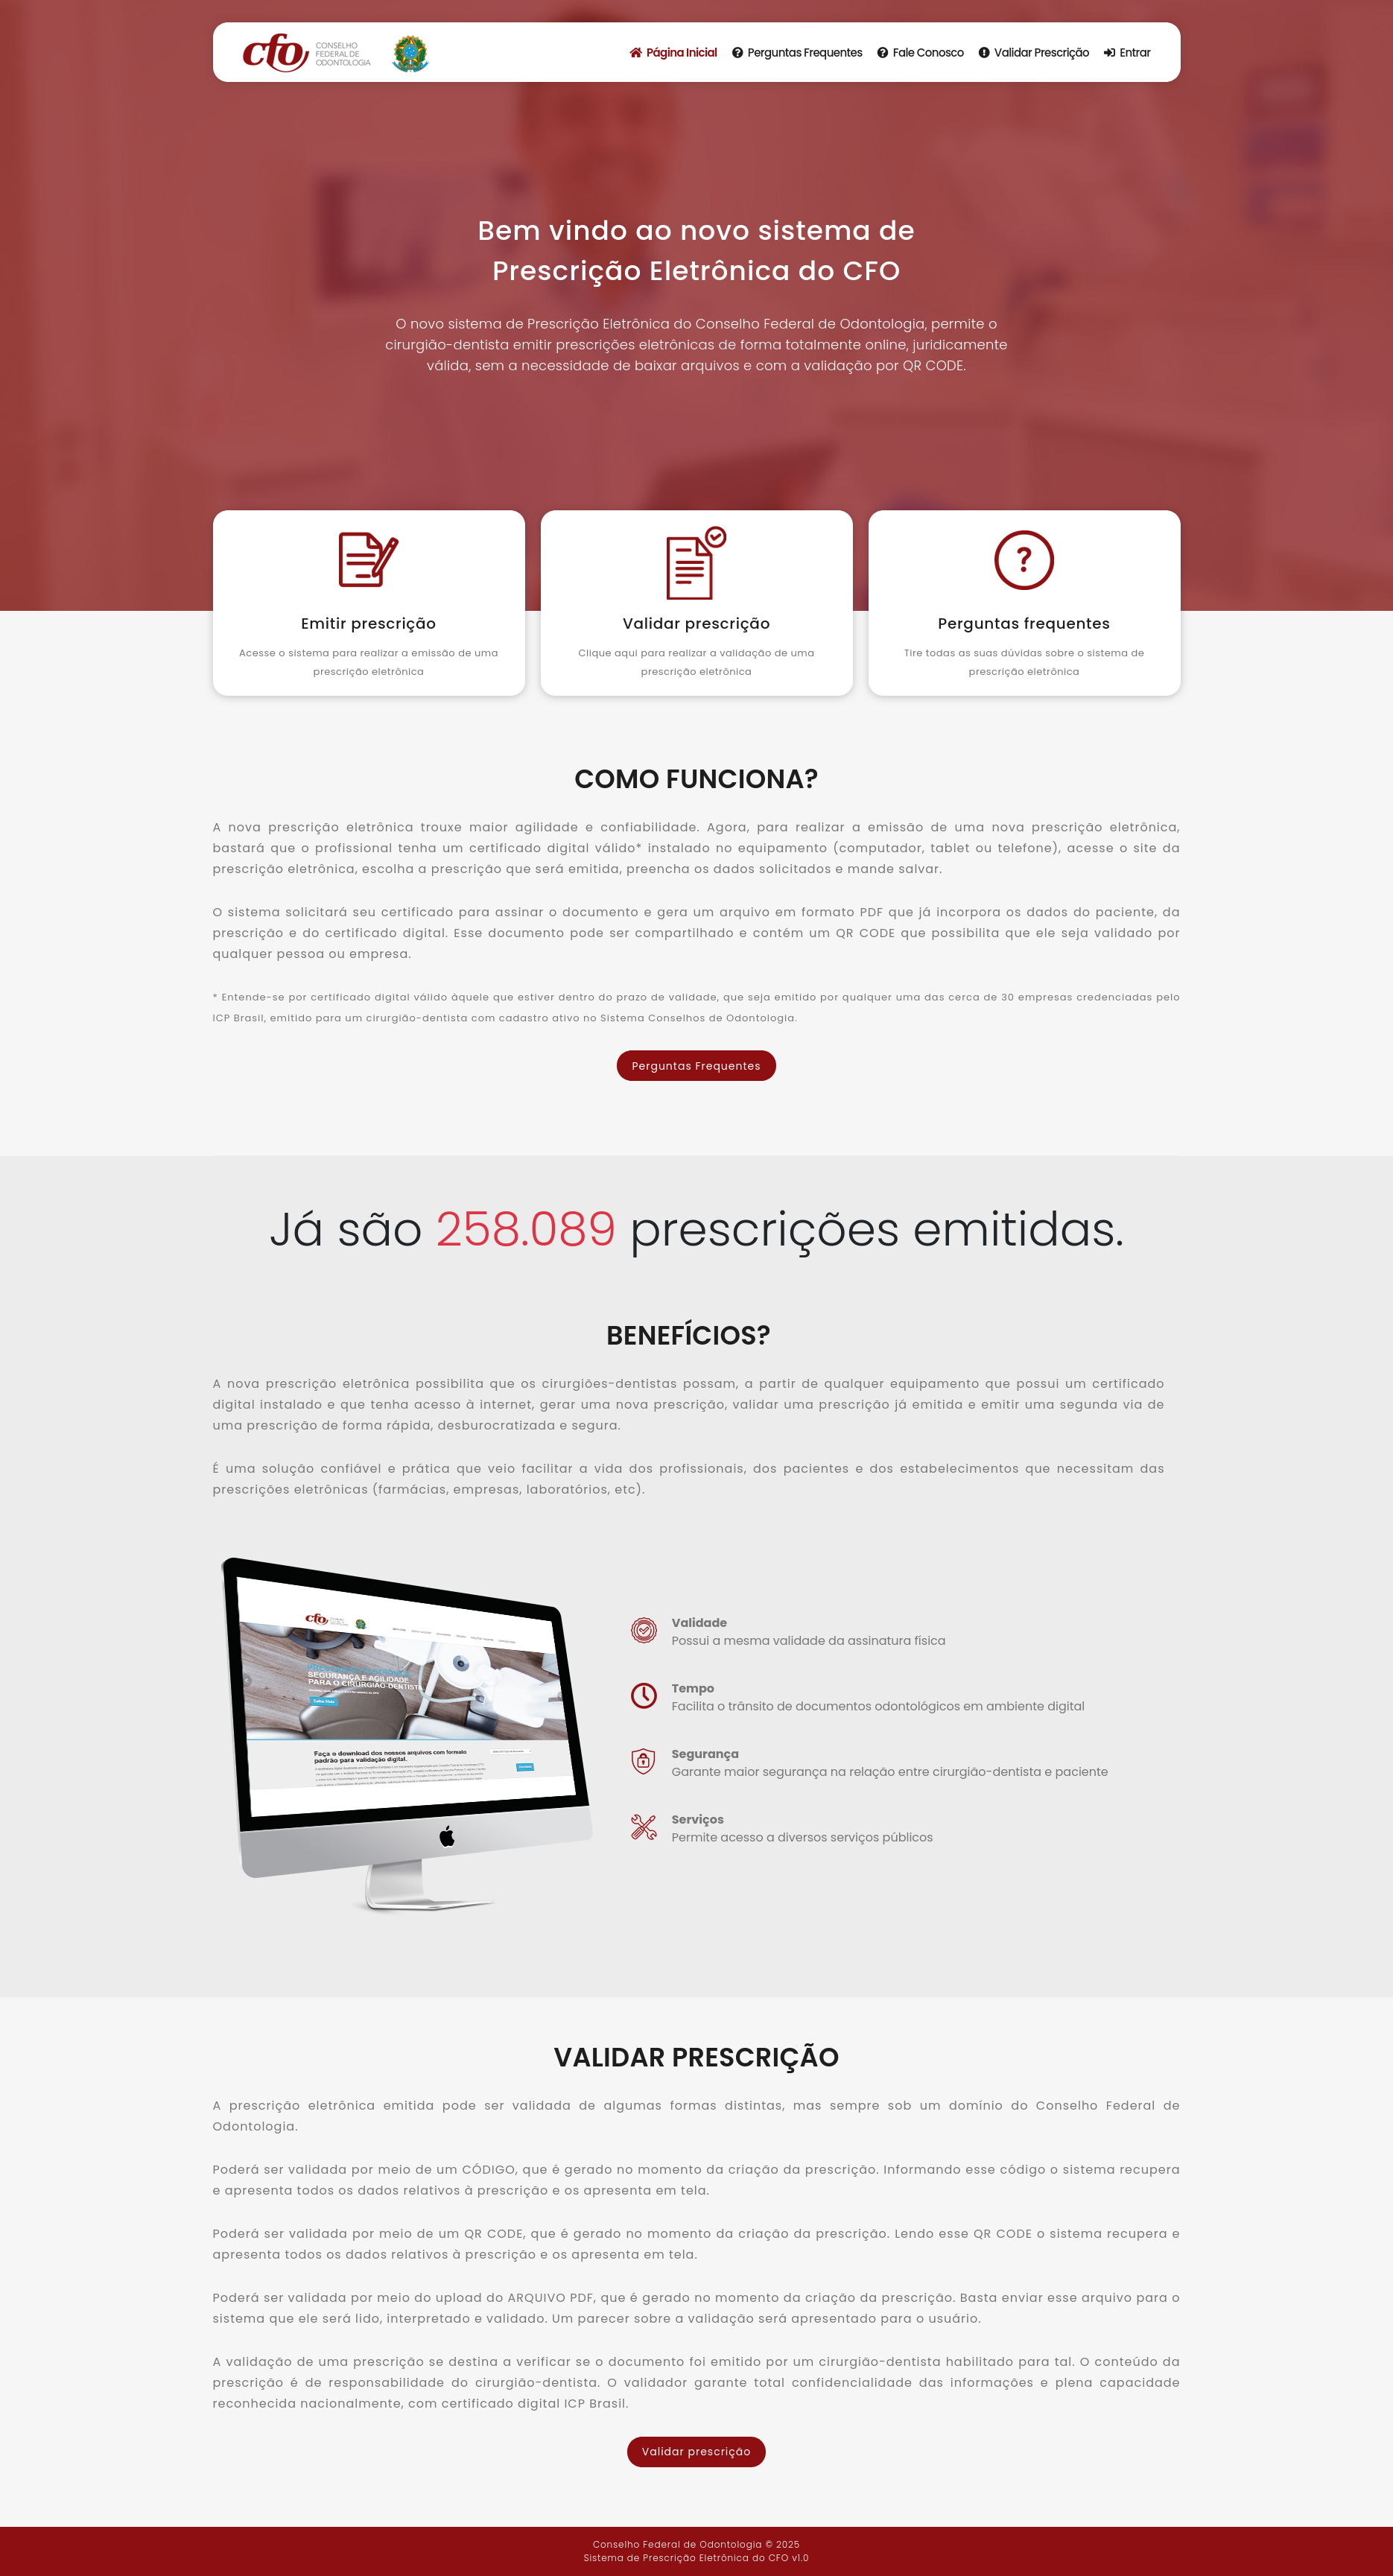 cfo CONSELHO
FEDERAL DE
ODONTOLOGIA
Página Inicial
Perguntas Frequentes
Fale Conosco
Validar Prescrição
Entrar
Bem vindo ao novo sistema de
Prescrição Eletrônica do CFO
O novo sistema de Prescrição Eletrônica do Conselho Federal de Odontologia, permite o
cirurgião-dentista emitir prescrições eletrônicas de forma totalmente online, juridicamente
válida, sem a necessidade de baixar arquivos e com a validação por QR CODE.
Emitir prescrição
Acesse o sistema para realizar a emissão de uma
prescrição eletrônica
Validar prescrição
Clique aqui para realizar a validação de uma
prescrição eletrônica
Perguntas frequentes
Tire todas as suas dúvidas sobre o sistema de
prescrição eletrônica
COMO FUNCIONA?
A nova prescrição eletrônica trouxe maior agilidade e confiabilidade. Agora, para realizar a emissão de uma nova prescrição eletrônica,
bastará que o profissional tenha um certificado digital válido* instalado no equipamento (computador, tablet ou telefone), acesse o site da
prescrição eletrônica, escolha a prescrição que será emitida, preencha os dados solicitados e mande salvar.
O sistema solicitará seu certificado para assinar o documento e gera um arquivo em formato PDF que já incorpora os dados do paciente, da
prescrição e do certificado digital. Esse documento pode ser compartilhado e contém um QR CODE que possibilita que ele seja validado por
qualquer pessoa ou empresa.
* Entende-se por certificado digital válido àquele que estiver dentro do prazo de validade, que seja emitido por qualquer uma das cerca de 30 empresas credenciadas pelo
ICP Brasil, emitido para um cirurgião-dentista com cadastro ativo no Sistema Conselhos de Odontologia.
Perguntas Frequentes
Já são 258.089 prescrições emitidas.
BENEFÍCIOS?
A nova prescrição eletrônica possibilita que os cirurgiões-dentistas possam, a partir de qualquer equipamento que possui um certificado
digital instalado e que tenha acesso à internet, gerar uma nova prescrição, validar uma prescrição já emitida e emitir uma segunda via de
uma prescrição de forma rápida, desburocratizada e segura.
É uma solução confiável e prática que veio facilitar a vida dos profissionais, dos pacientes e dos estabelecimentos que necessitam das
prescrições eletrônicas (farmácias, empresas, laboratórios, etc).
cfo
SEGURANÇA E AGILIDADE
PARA O CIRURGIÃO DENTISTA
Saiba Mais
Faça o download dos nossos arquivos com formato
padrão para validação digital.
Validade
Possui a mesma validade da assinatura física
Tempo
Facilita o trânsito de documentos odontológicos em ambiente digital
Segurança
Garante maior segurança na relação entre cirurgião-dentista e paciente
Serviços
Permite acesso a diversos serviços públicos
VALIDAR PRESCRIÇÃO
A prescrição eletrônica emitida pode ser validada de algumas formas distintas, mas sempre sob um domínio do Conselho Federal de
Odontologia.
Poderá ser validada por meio de um CÓDIGO, que é gerado no momento da criação da prescrição. Informando esse código o sistema recupera
e apresenta todos os dados relativos à prescrição e os apresenta em tela.
Poderá ser validada por meio de um QR CODE, que é gerado no momento da criação da prescrição. Lendo esse QR CODE o sistema recupera e
apresenta todos os dados relativos à prescrição e os apresenta em tela.
Poderá ser validada por meio do upload do ARQUIVO PDF, que é gerado no momento da criação da prescrição. Basta enviar esse arquivo para o
sistema que ele será lido, interpretado e validado. Um parecer sobre a validação será apresentado para o usuário.
A validação de uma prescrição se destina a verificar se o documento foi emitido por um cirurgião-dentista habilitado para tal. O conteúdo da
prescrição é de responsabilidade do cirurgião-dentista. O validador garante total confidencialidade das informações e plena capacidade
reconhecida nacionalmente, com certificado digital ICP Brasil.
Validar prescrição
Conselho Federal de Odontologia © 2025
Sistema de Prescrição Eletrônica do CFO v1.0